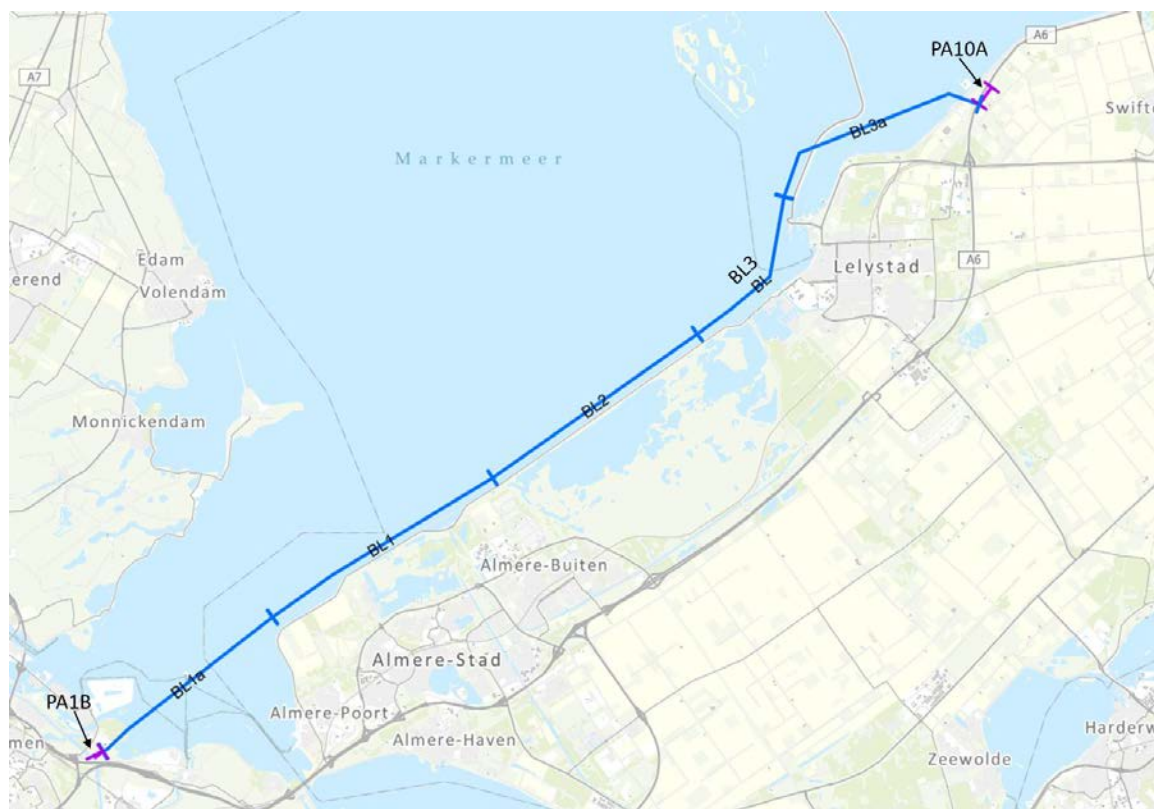 A6
PA10A
A7
Swifte
BL3a
Markermeer
Edam
Volendam
erend
Lelystad
A6
BL3
BL
Monnickendam
BL2
BL1
Almere-Buiten
Almere-Stad
BL1a
PA1B
Almere-Poort
Almere-Haven
men
Zeewolde
Harderw